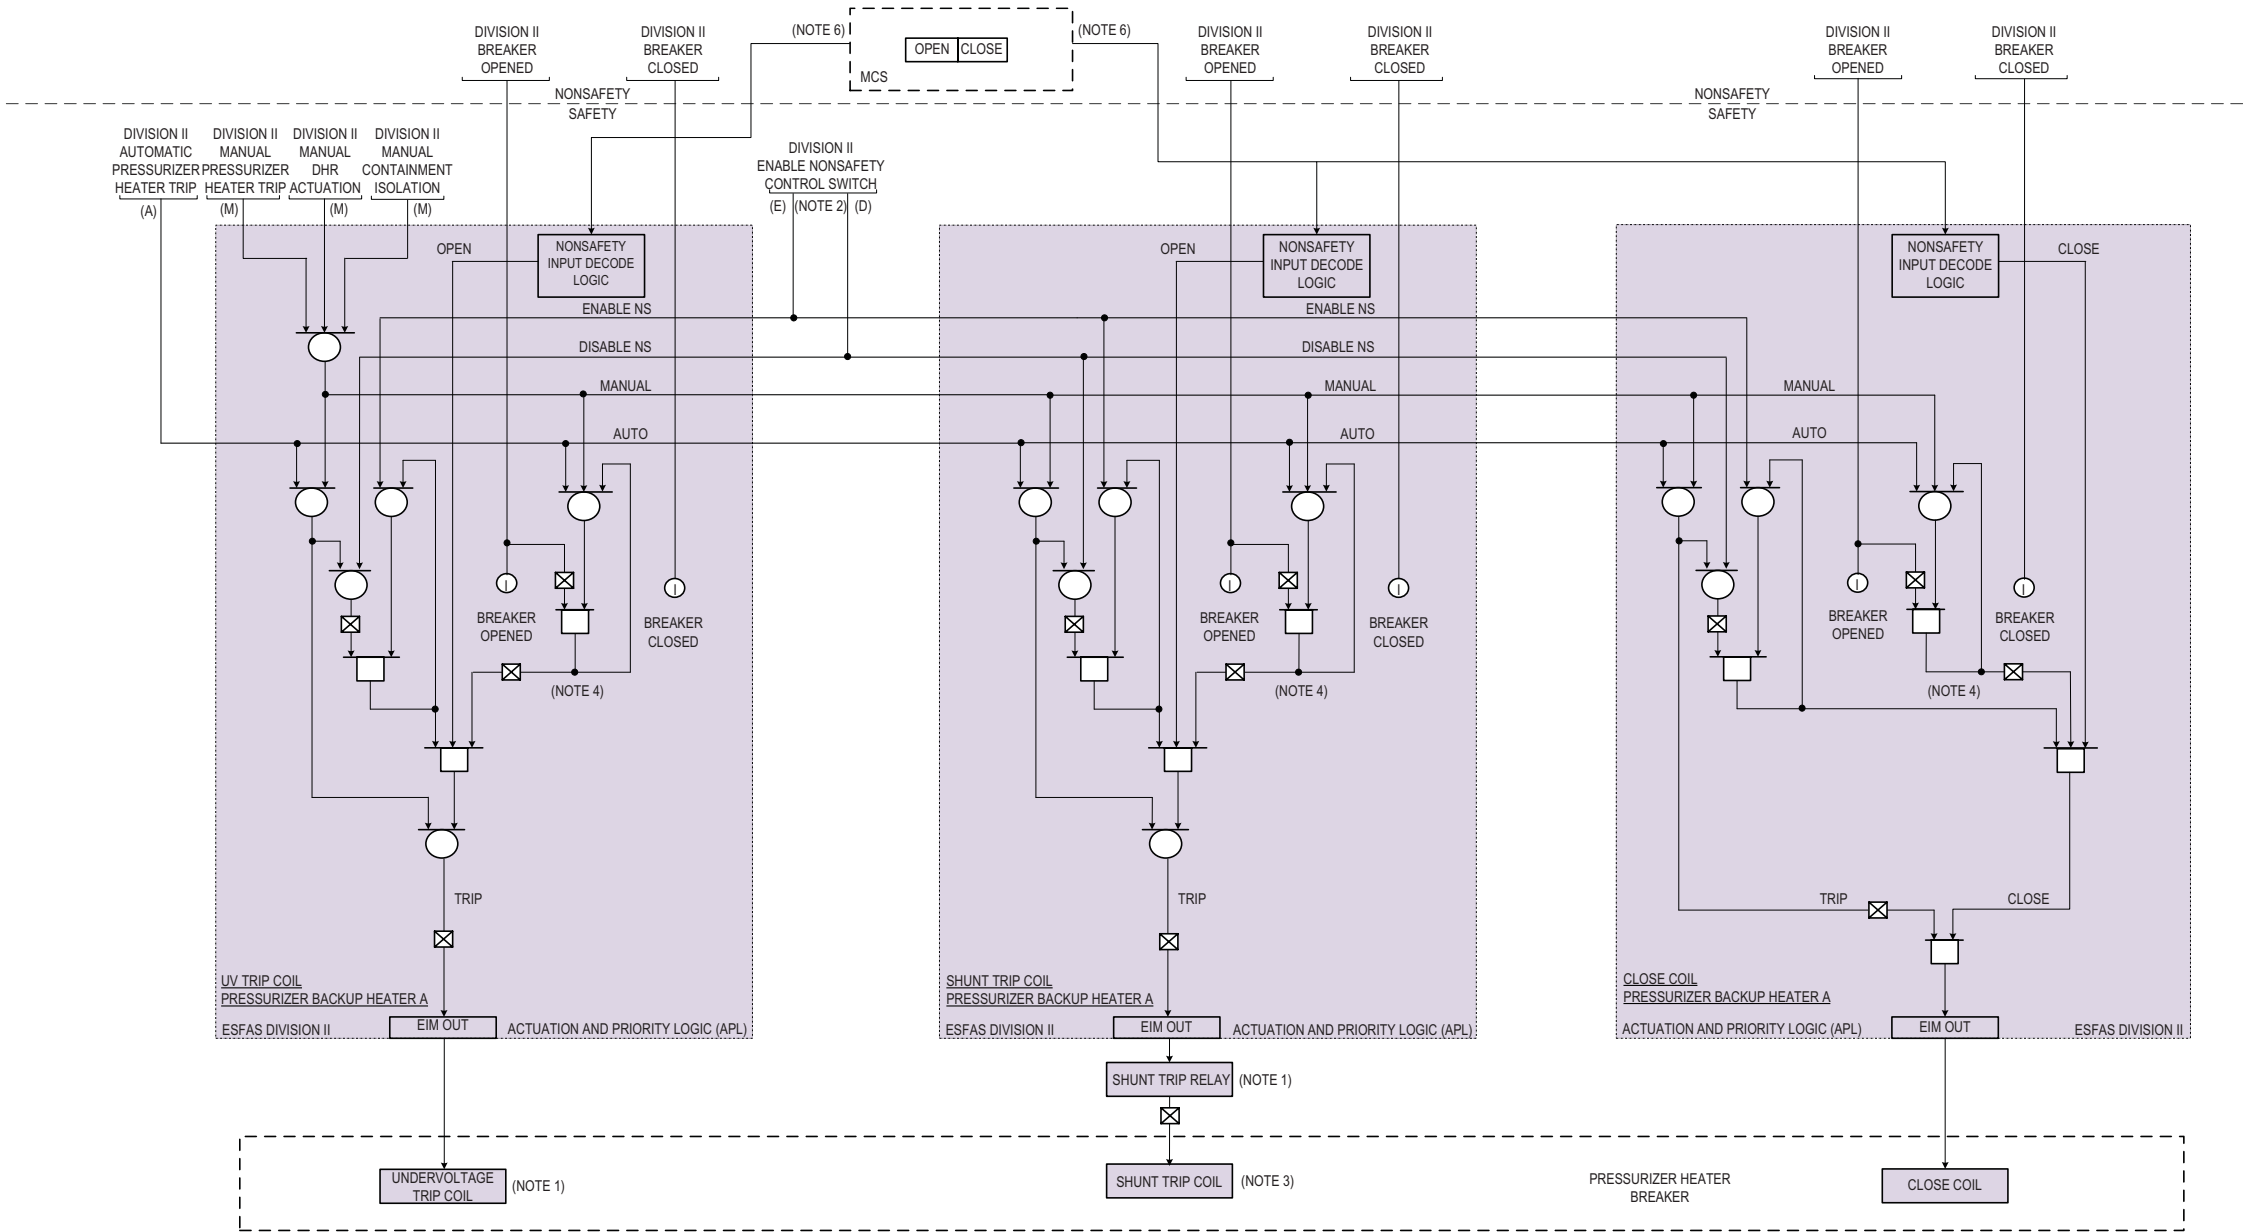 DIVISION II
BREAKER
OPENED
DIVISION II
BREAKER
CLOSED
(NOTE 6)
OPEN
CLOSE
MCS
(NOTE 6)
DIVISION II
BREAKER
OPENED
DIVISION II
BREAKER
CLOSED
DIVISION II
BREAKER
OPENED
DIVISION II
BREAKER
CLOSED
NONSAFETY
SAFETY
NONSAFETY
SAFETY
DIVISION II
AUTOMATIC
PRESSURIZER
HEATER TRIP
(A)
DIVISION II
MANUAL
PRESSURIZER
HEATER TRIP
(M)
DIVISION II
MANUAL
DHR
ACTUATION
(M)
DIVISION II
MANUAL
CONTAINMENT
ISOLATION
(M)
DIVISION II
ENABLE NONSAFETY
CONTROL SWITCH
(E)
(NOTE 2)
(D)
OPEN
NONSAFETY
INPUT DECODE
LOGIC
ENABLE NS
DISABLE NS
MANUAL
AUTO
BREAKER
OPENED
BREAKER
CLOSED
(NOTE 4)
TRIP
UV TRIP COIL
PRESSURIZER BACKUP HEATER A
ESFAS DIVISION II
EIM OUT
ACTUATION AND PRIORITY LOGIC (APL)
OPEN
NONSAFETY
INPUT DECODE
LOGIC
ENABLE NS
DISABLE NS
MANUAL
AUTO
BREAKER
OPENED
BREAKER
CLOSED
(NOTE 4)
TRIP
SHUNT TRIP COIL
PRESSURIZER BACKUP HEATER A
ESFAS DIVISION II
EIM OUT
ACTUATION AND PRIORITY LOGIC (APL)
NONSAFETY
INPUT DECODE
LOGIC
CLOSE
MANUAL
AUTO
BREAKER
OPENED
BREAKER
CLOSED
(NOTE 4)
TRIP
CLOSE
CLOSE COIL
PRESSURIZER BACKUP HEATER A
ACTUATION AND PRIORITY LOGIC (APL)
EIM OUT
ESFAS DIVISION II
SHUNT TRIP RELAY
(NOTE 1)
UNDERVOLTAGE
TRIP COIL
(NOTE 1)
SHUNT TRIP COIL
(NOTE 3)
PRESSURIZER HEATER
BREAKER
CLOSE COIL